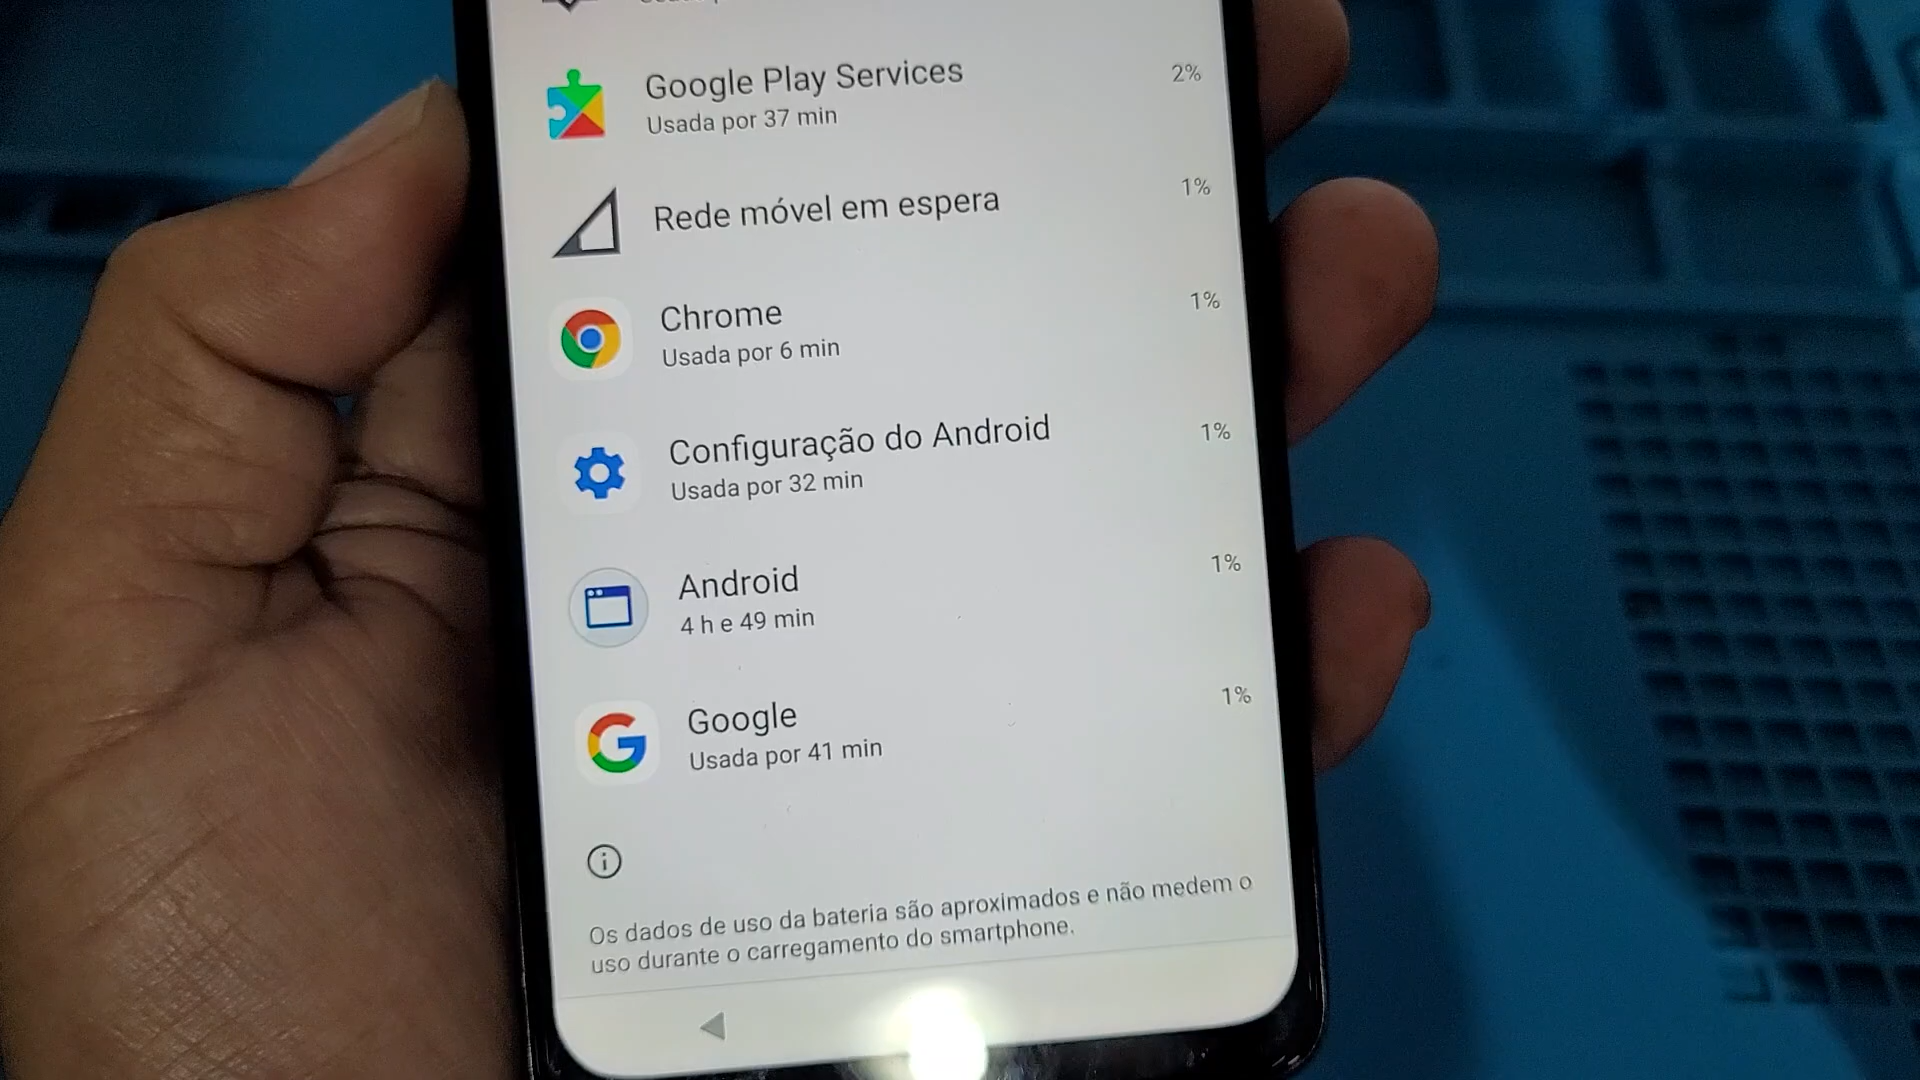 Google Play Services
2%
Usada por 37 min
Rede móvel em espera
1%
Chrome
1%
Usada por 6 min
Configuração do Android
1%
Usada por 32 min
Android
1%
4 h e 49 min
Google
1%
Usada por 41 min
Os dados de uso da bateria são aproximados e não medem o
uso durante o carregamento do smartphone.